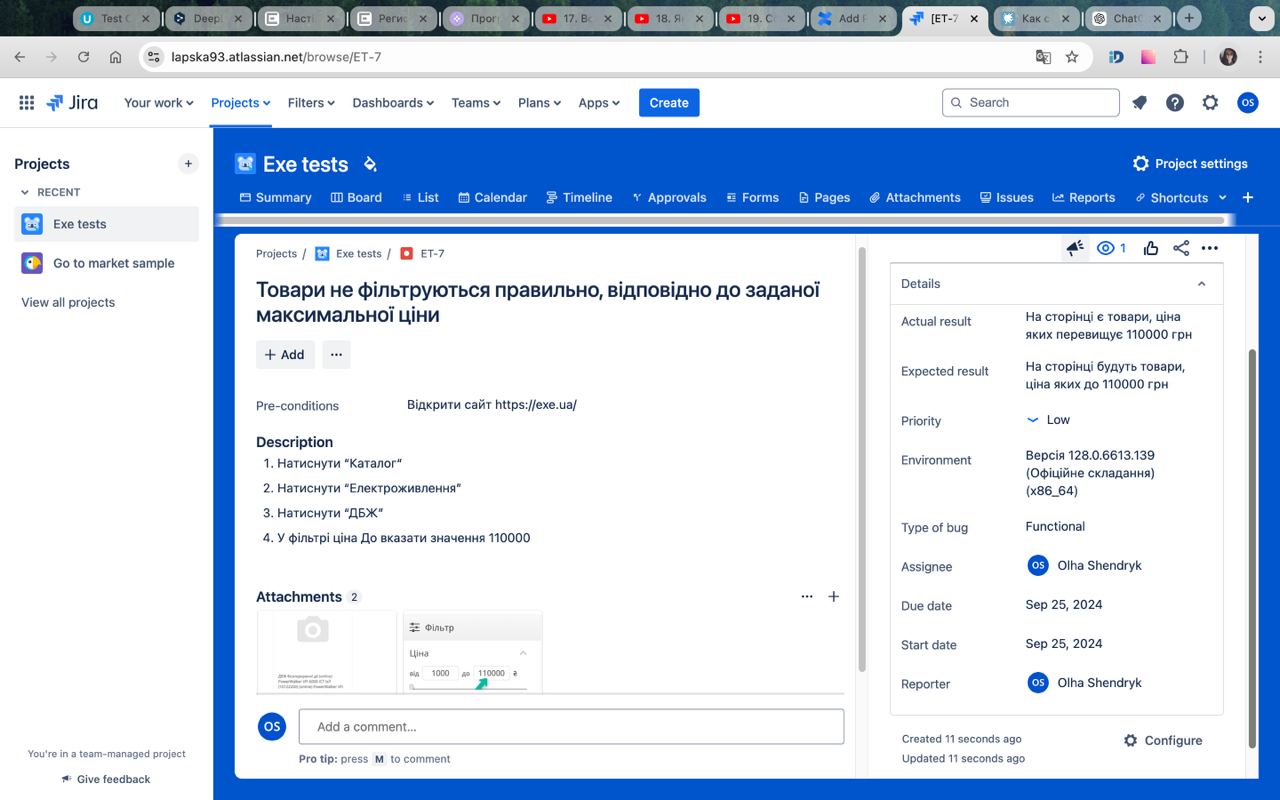 Test C
DeepL
Насті
Регис
Прог
17. Вс
18. Як
Add P
[ET-7
Как с
Chat
lapska93.atlassian.net/browse/ET-7
Jira
Your work
Projects
Filters
Dashboards
Teams
Plans
Apps
Create
Search
OS
Projects
RECENT
Exe tests
Go to market sample
View all projects
You're in a team-managed project
Give feedback
Exe tests
Project settings
Summary
Board
List
Calendar
Timeline
Approvals
Forms
Pages
Attachments
Issues
Reports
Shortcuts
Projects / Exe tests / ET-7
Товари не фільтруються правильно, відповідно до заданої
максимальної ціни
Add
Pre-conditions
Відкрити сайт https://exe.ua/
Description
1. Натиснути “Каталог“
2. Натиснути “Електроживлення”
3. Натиснути “ДБЖ”
4. У фільтрі ціна До вказати значення 110000
Attachments 2
Фільтр
Ціна
від 1000 до 110000 ₴
OS
Add a comment…
Pro tip: press M to comment
1
Details
Actual result
На сторінці є товари, ціна
яких перевищує 110000 грн
Expected result
На сторінці будуть товари,
ціна яких до 110000 грн
Priority
Low
Environment
Версія 128.0.6613.139
(Офіційне складання)
(x86_64)
Type of bug
Functional
Assignee
OS Olha Shendryk
Due date
Sep 25, 2024
Start date
Sep 25, 2024
Reporter
OS Olha Shendryk
Created 11 seconds ago
Updated 11 seconds ago
Configure